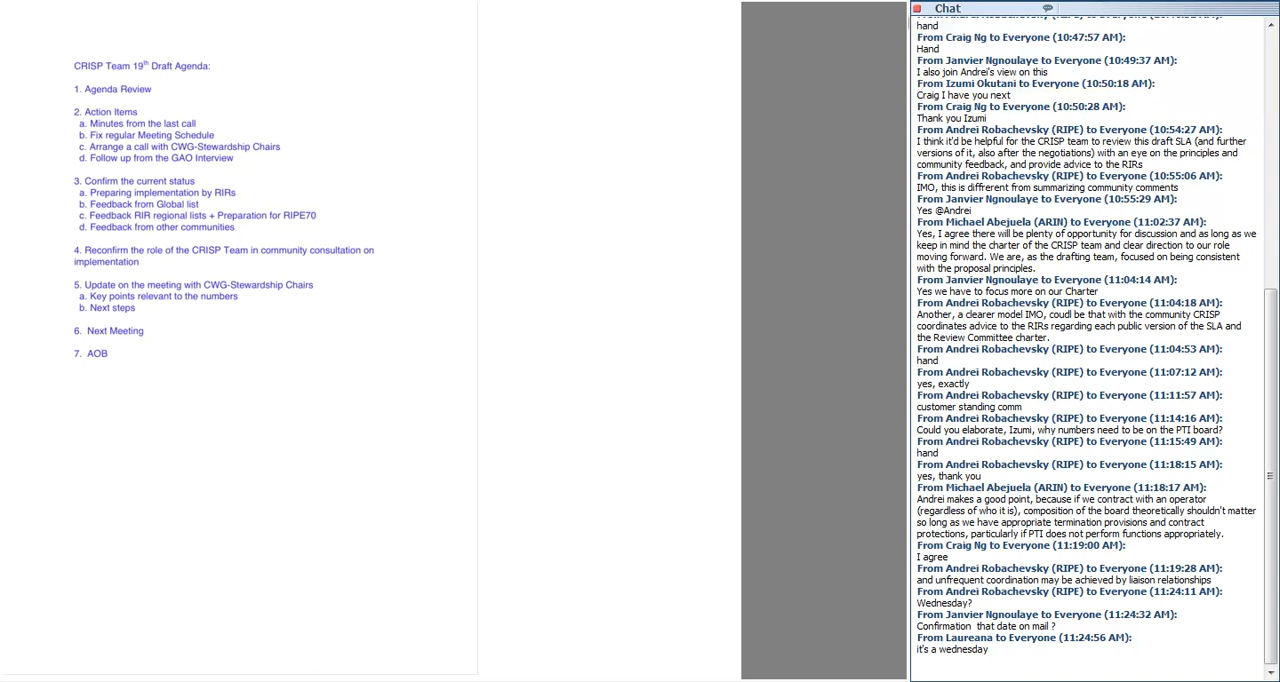 CRISP Team 19th Draft Agenda:
1. Agenda Review
2. Action Items
a. Minutes from the last call
b. Fix regular Meeting Schedule
c. Arrange a call with CWG-Stewardship Chairs
d. Follow up from the GAO Interview
3. Confirm the current status
a. Preparing implementation by RIRs
b. Feedback from Global list
c. Feedback RIR regional lists + Preparation for RIPE70
d. Feedback from other communities
4. Reconfirm the role of the CRISP Team in community consultation on
implementation
5. Update on the meeting with CWG-Stewardship Chairs
a. Key points relevant to the numbers
b. Next steps
6. Next Meeting
7. AOB
Chat
hand
From Craig Ng to Everyone (10:47:57 AM):
Hand
From Janvier Ngnoulaye to Everyone (10:49:37 AM):
I also join Andrei's view on this
From Izumi Okutani to Everyone (10:50:18 AM):
Craig I have you next
From Craig Ng to Everyone (10:50:28 AM):
Thank you Izumi
From Andrei Robachevsky (RIPE) to Everyone (10:54:27 AM):
I think it'd be helpful for the CRISP team to review this draft SLA (and further
versions of it, also after the negotiations) with an eye on the principles and
community feedback, and provide advice to the RIRs
From Andrei Robachevsky (RIPE) to Everyone (10:55:06 AM):
IMO, this is different from summarizing community comments
From Janvier Ngnoulaye to Everyone (10:55:29 AM):
Yes @Andrei
From Michael Abejuela (ARIN) to Everyone (11:02:37 AM):
Yes, I agree there will be plenty of opportunity for discussion and as long as we
keep in mind the charter of the CRISP team and clear direction to our role
moving forward. We are, as the drafting team, focused on being consistent
with the proposal principles.
From Janvier Ngnoulaye to Everyone (11:04:14 AM):
Yes we have to focus more on our Charter
From Andrei Robachevsky (RIPE) to Everyone (11:04:18 AM):
Another, a clearer model IMO, coudl be that with the community CRISP
coordinates advice to the RIRs regarding each public version of the SLA and
the Review Committee charter.
From Andrei Robachevsky (RIPE) to Everyone (11:04:53 AM):
hand
From Andrei Robachevsky (RIPE) to Everyone (11:07:12 AM):
yes, exactly
From Andrei Robachevsky (RIPE) to Everyone (11:11:57 AM):
customer standing comm
From Andrei Robachevsky (RIPE) to Everyone (11:14:16 AM):
Could you elaborate, Izumi, why numbers need to be on the PTI board?
From Andrei Robachevsky (RIPE) to Everyone (11:15:49 AM):
hand
From Andrei Robachevsky (RIPE) to Everyone (11:18:15 AM):
yes, thank you
From Michael Abejuela (ARIN) to Everyone (11:18:17 AM):
Andrei makes a good point, because if we contract with an operator
(regardless of who it is), composition of the board theoretically shouldn't matter
so long as we have appropriate termination provisions and contract
protections, particularly if PTI does not perform functions appropriately.
From Craig Ng to Everyone (11:19:00 AM):
I agree
From Andrei Robachevsky (RIPE) to Everyone (11:19:28 AM):
and unfrequent coordination may be achieved by liaison relationships
From Andrei Robachevsky (RIPE) to Everyone (11:24:11 AM):
Wednesday?
From Janvier Ngnoulaye to Everyone (11:24:32 AM):
Confirmation that date on mail ?
From Laureana to Everyone (11:24:56 AM):
it's a wednesday